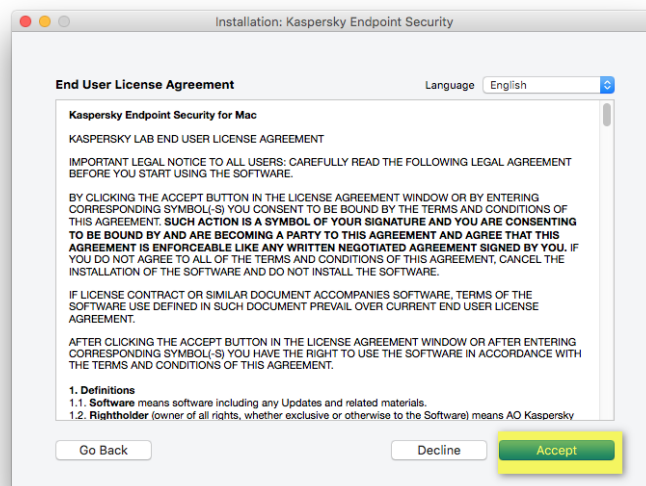 Installation: Kaspersky Endpoint Security
End User License Agreement
Language English
Kaspersky Endpoint Security for Mac
KASPERSKY LAB END USER LICENSE AGREEMENT
IMPORTANT LEGAL NOTICE TO ALL USERS: CAREFULLY READ THE FOLLOWING LEGAL AGREEMENT
BEFORE YOU START USING THE SOFTWARE.
BY CLICKING THE ACCEPT BUTTON IN THE LICENSE AGREEMENT WINDOW OR BY ENTERING
CORRESPONDING SYMBOL(-S) YOU CONSENT TO BE BOUND BY THE TERMS AND CONDITIONS OF
THIS AGREEMENT. SUCH ACTION IS A SYMBOL OF YOUR SIGNATURE AND YOU ARE CONSENTING
TO BE BOUND BY AND ARE BECOMING A PARTY TO THIS AGREEMENT AND AGREE THAT THIS
AGREEMENT IS ENFORCEABLE LIKE ANY WRITTEN NEGOTIATED AGREEMENT SIGNED BY YOU. IF
YOU DO NOT AGREE TO ALL OF THE TERMS AND CONDITIONS OF THIS AGREEMENT, CANCEL THE
INSTALLATION OF THE SOFTWARE AND DO NOT INSTALL THE SOFTWARE.
IF LICENSE CONTRACT OR SIMILAR DOCUMENT ACCOMPANIES SOFTWARE, TERMS OF THE
SOFTWARE USE DEFINED IN SUCH DOCUMENT PREVAIL OVER CURRENT END USER LICENSE
AGREEMENT.
AFTER CLICKING THE ACCEPT BUTTON IN THE LICENSE AGREEMENT WINDOW OR AFTER ENTERING
CORRESPONDING SYMBOL(-S) YOU HAVE THE RIGHT TO USE THE SOFTWARE IN ACCORDANCE WITH
THE TERMS AND CONDITIONS OF THIS AGREEMENT.
1. Definitions
1.1. Software means software including any Updates and related materials.
1.2. Rightholder (owner of all rights, whether exclusive or otherwise to the Software) means AO Kaspersky
Go Back
Decline
Accept